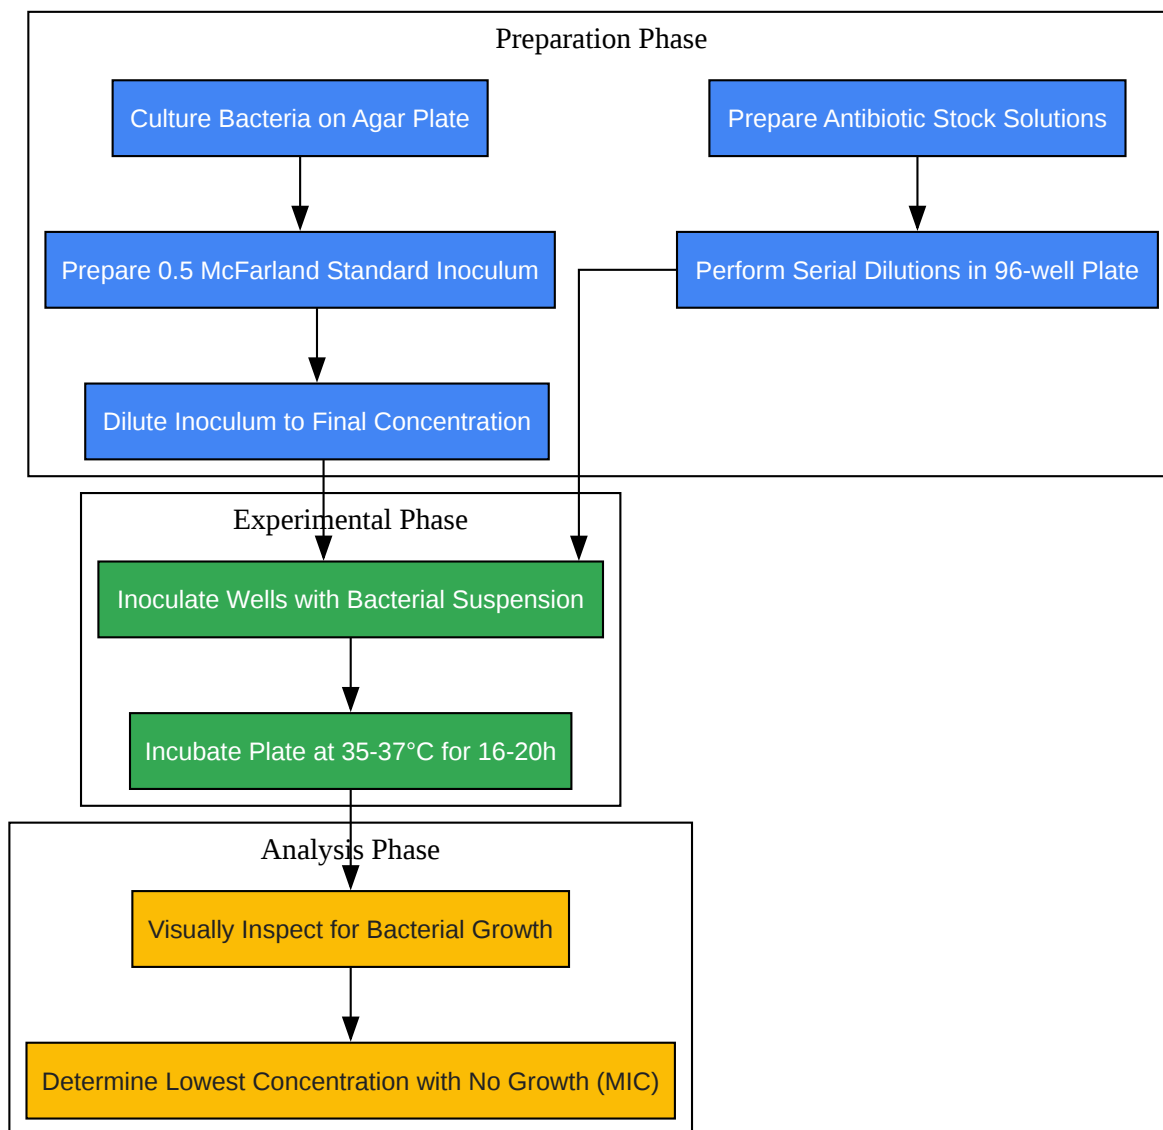 Preparation Phase
Culture Bacteria on Agar Plate
Prepare Antibiotic Stock Solutions
Prepare 0.5 McFarland Standard Inoculum
Perform Serial Dilutions in 96-well Plate
Dilute Inoculum to Final Concentration
Experimental Phase
Inoculate Wells with Bacterial Suspension
Incubate Plate at 35-37°C for 16-20h
Analysis Phase
Visually Inspect for Bacterial Growth
Determine Lowest Concentration with No Growth (MIC)